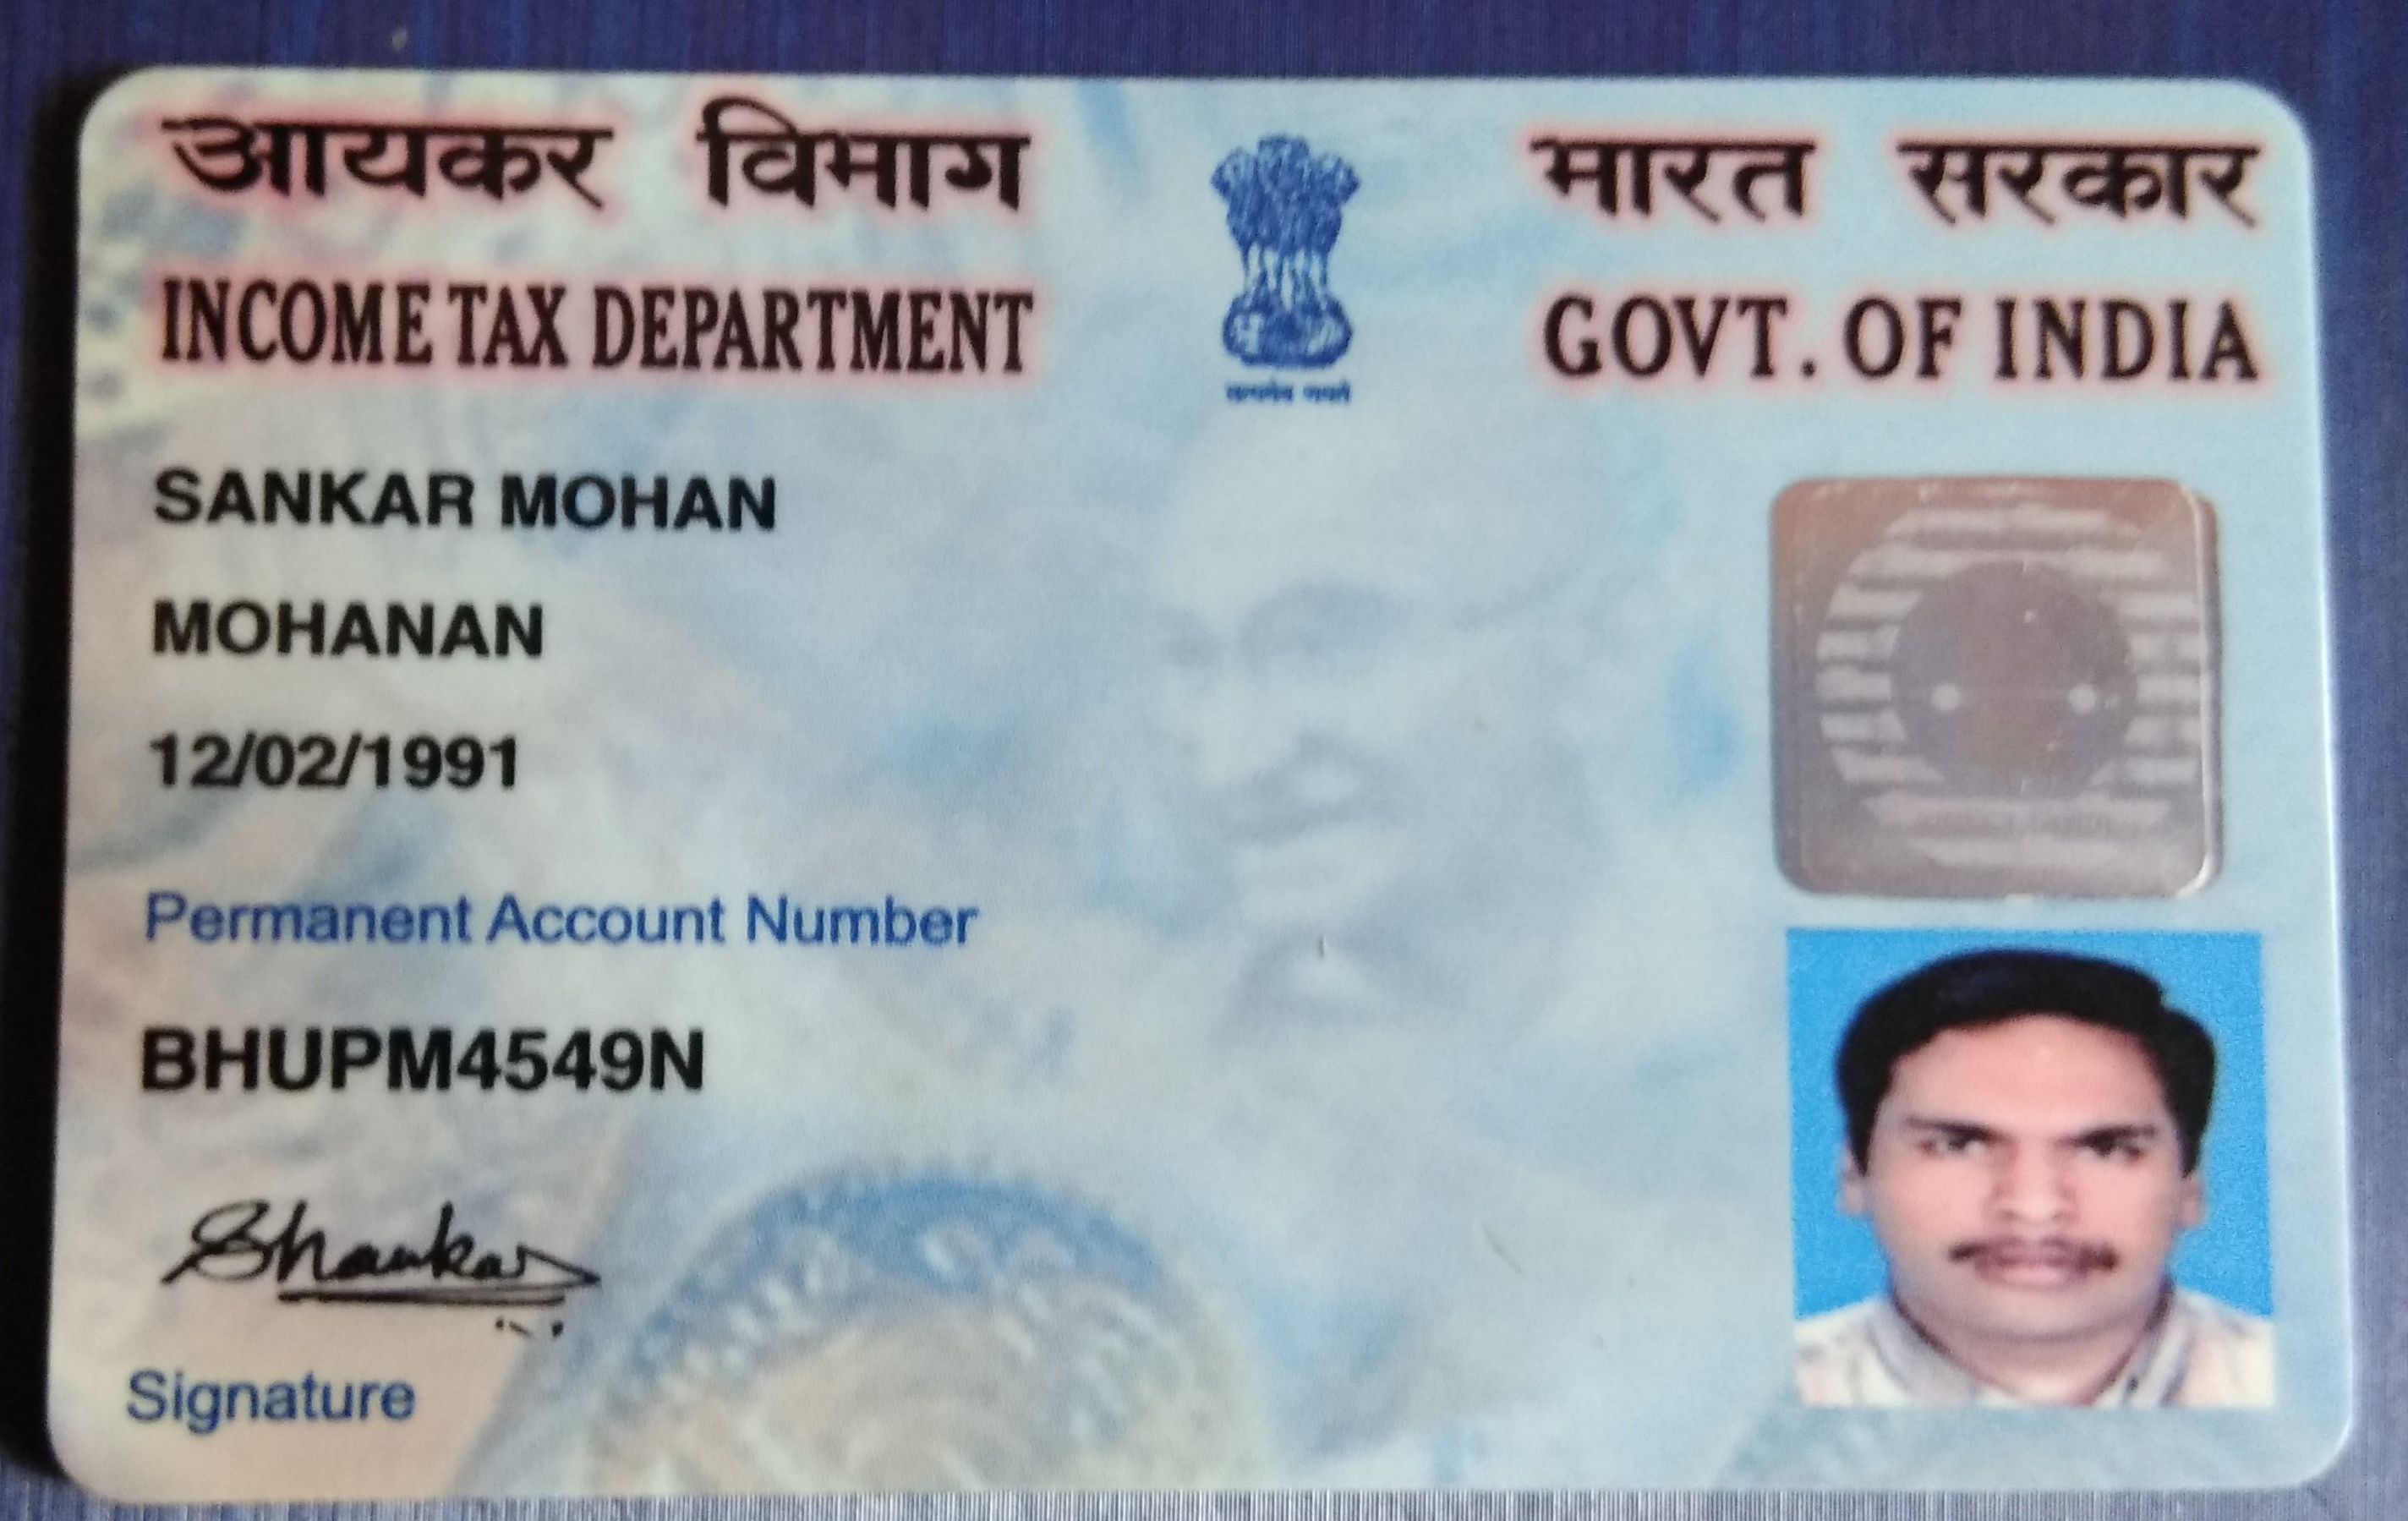 आयकर विभाग
भारत सरकार
INCOME TAX DEPARTMENT
GOVT. OF INDIA
सत्यमेव जयते
SANKAR MOHAN
MOHANAN
12/02/1991
Permanent Account Number
BHUPM4549N
Shankar
Signature